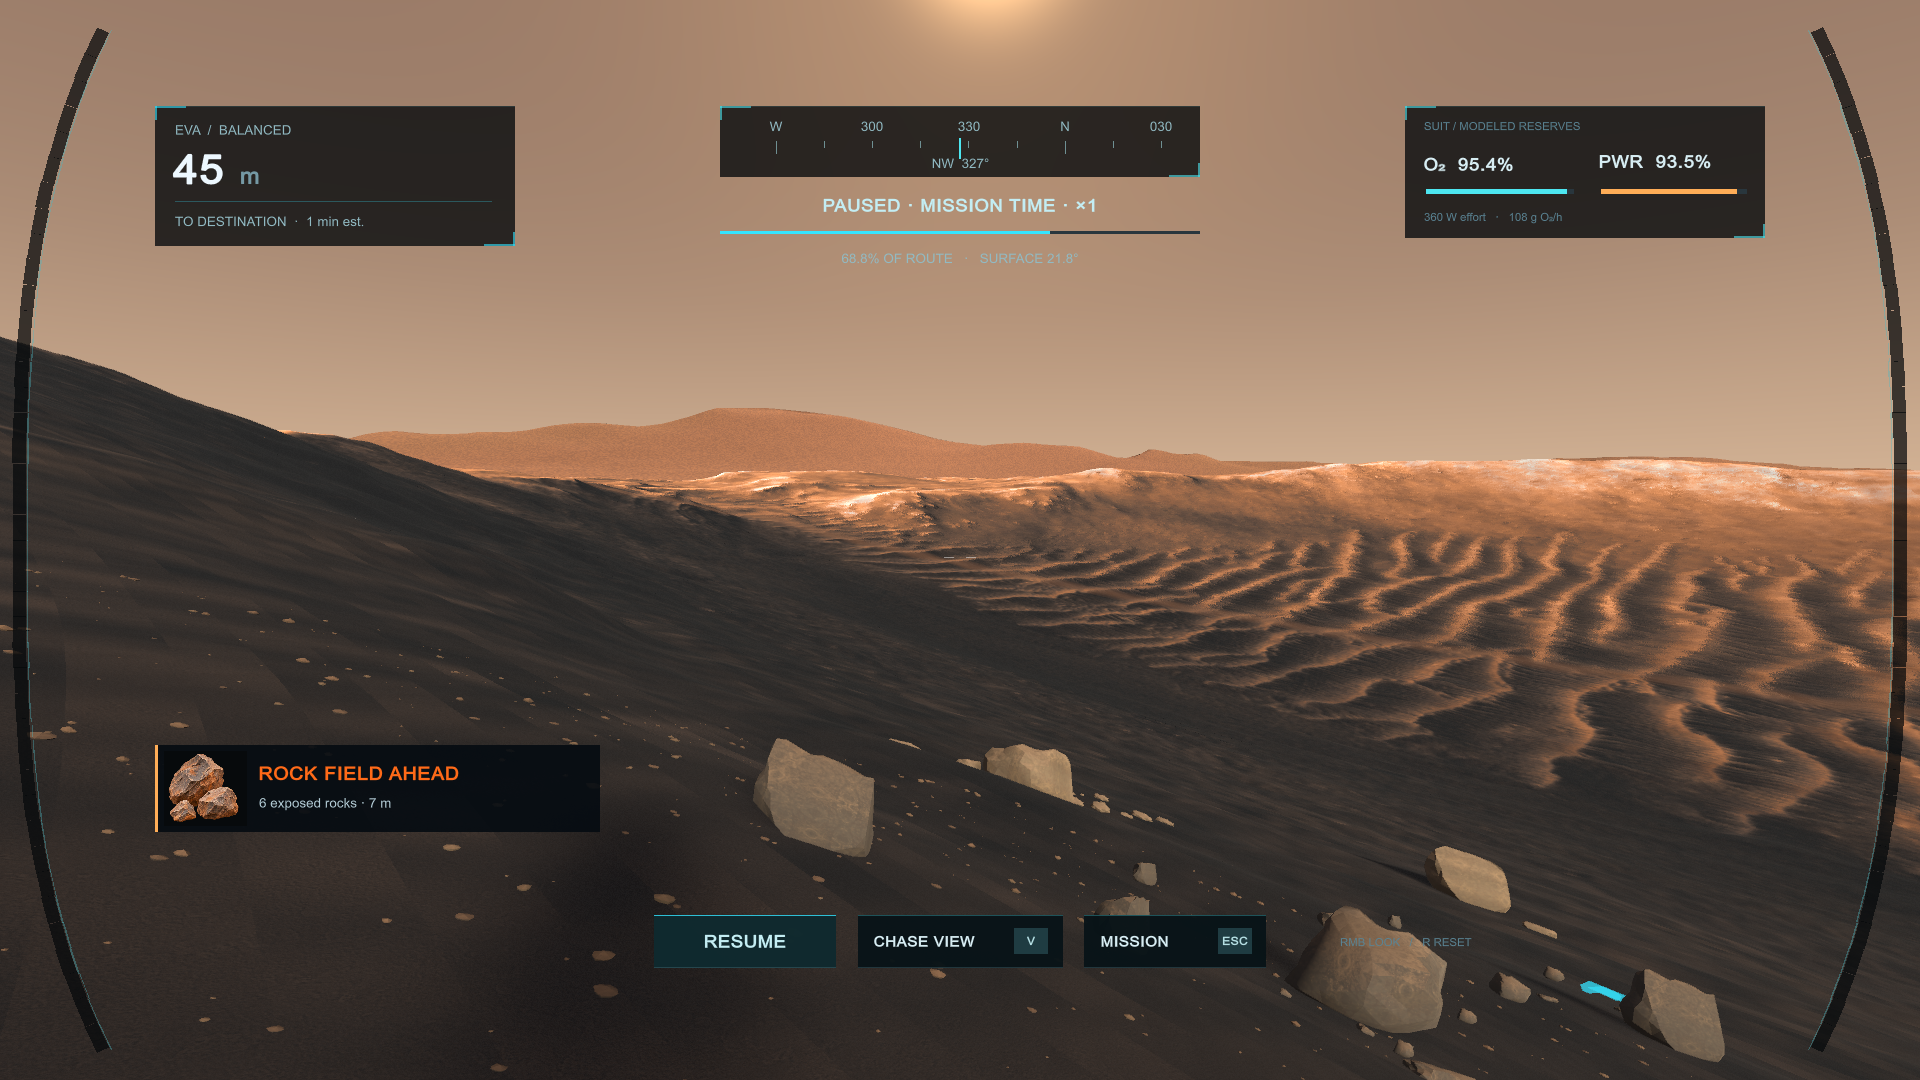 EVA / BALANCED
45 m
TO DESTINATION · 1 min est.
W 300 330 N 030
NW 327°
PAUSED · MISSION TIME · ×1
68.8% OF ROUTE · SURFACE 21.8°
SUIT / MODELED RESERVES
O₂ 95.4% PWR 93.5%
360 W effort · 108 g O₂/h
ROCK FIELD AHEAD
6 exposed rocks · 7 m
RESUME
CHASE VIEW V
MISSION ESC
RMB LOOK R RESET